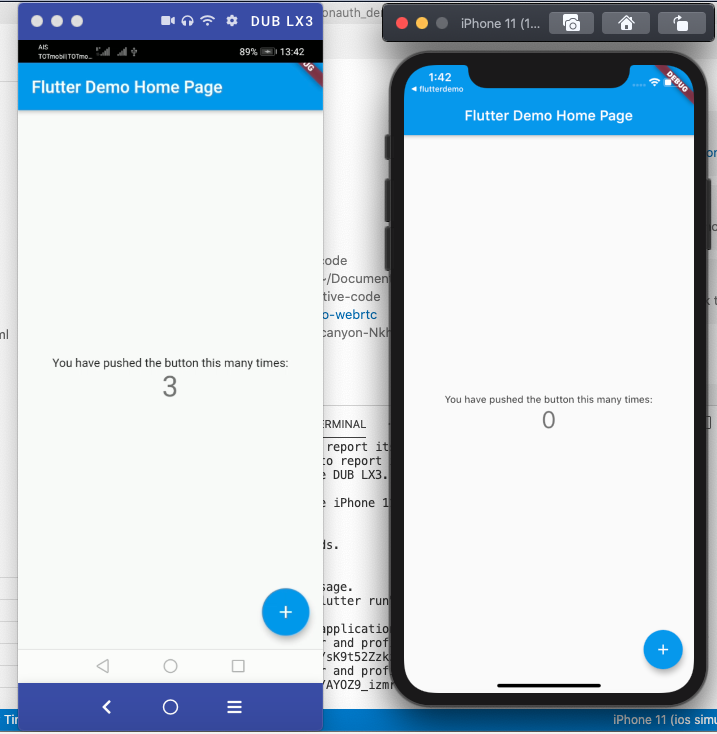 onauth_de
DUB LX3
AIS
TOTmobil|TOTmo...
89%
13:42
Flutter Demo Home Page
You have pushed the button this many times:
3
iPhone 11 (1...
1:42
flutterdemo
DEBUG
Flutter Demo Home Page
You have pushed the button this many times:
0
code
~/Documen
tive-code
o-webrtc
canyon-Nkh
ml
ERMINAL
report it
to report
e DUB LX3.
e iPhone 1
ds.
sage.
lutter run
applicatio
r and prof
/sK9t52Zzk
r and prof
/AYOZ9_izmr
Tir
iPhone 11 (ios simu